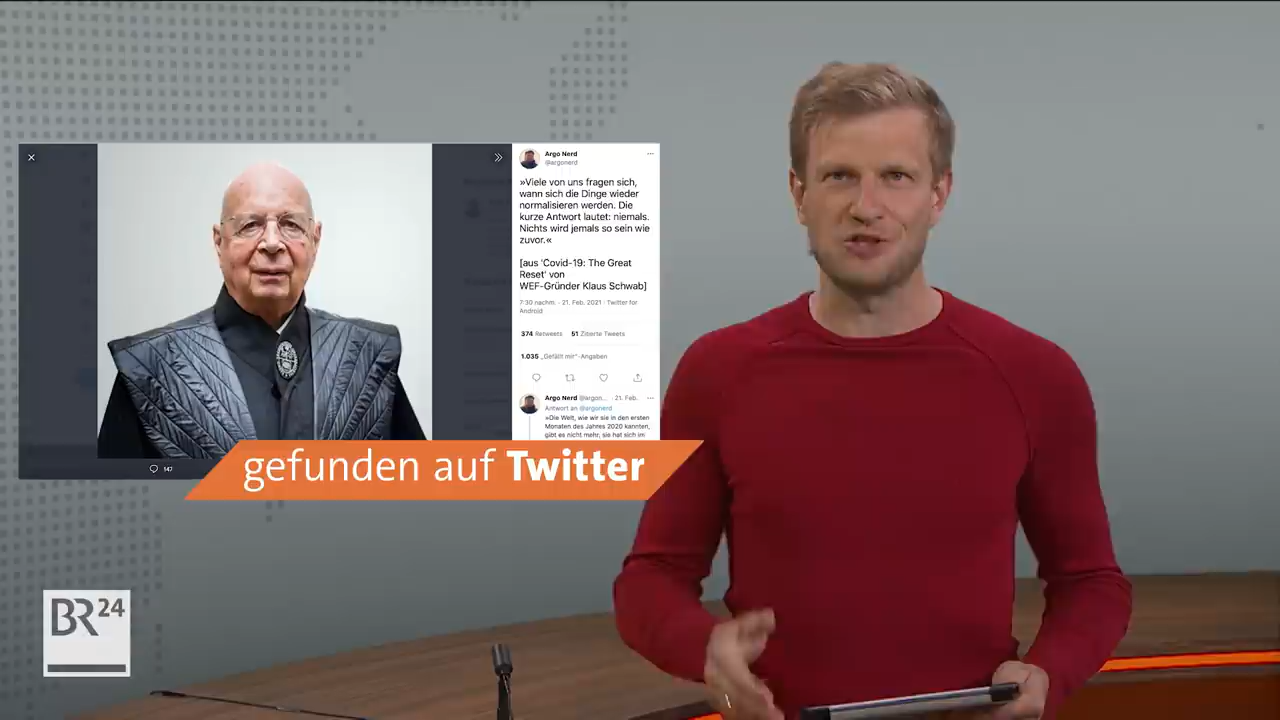 Argo Nerd
@argonerd
»Viele von uns fragen sich,
wann sich die Dinge wieder
normalisieren werden. Die
kurze Antwort lautet: niemals.
Nichts wird jemals so sein wie
zuvor.«
[aus 'Covid-19: The Great
Reset' von
WEF-Gründer Klaus Schwab]
7:30 nachm. · 21. Feb. 2021 · Twitter for
Android
374 Retweets 51 Zitierte Tweets
1.035 „Gefällt mir“-Angaben
Argo Nerd @argon... · 21. Feb.
Antwort an @argonerd
»Die Welt, wie wir sie in den ersten
Monaten des Jahres 2020 kannten,
gibt es nicht mehr, sie hat sich im
147
gefunden auf Twitter
BR24